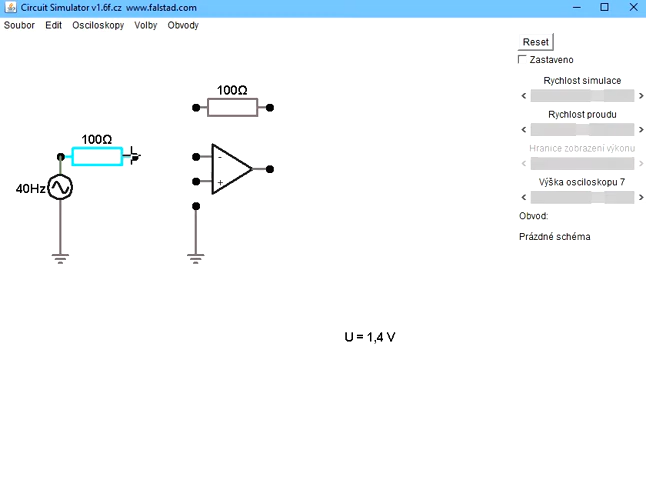 Circuit Simulator v1.6f.cz www.falstad.com
Soubor Edit Osciloskopy Volby Obvody
Reset
Zastaveno
Rychlost simulace
Rychlost proudu
Hranice zobrazení výkonu
Výška osciloskopu 7
Obvod:
Prázdné schéma
100Ω
100Ω
-
+
40Hz
U = 1,4 V